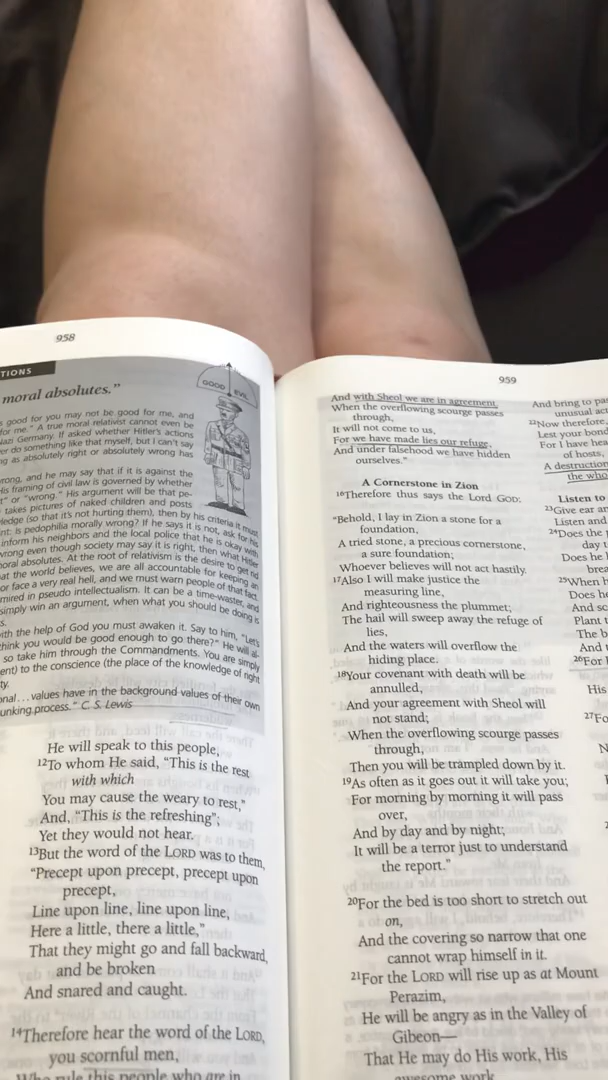 958
TIONS
moral absolutes."
GOOD EVIL
s good for you may not be good for me, and
for me." A true moral relativist cannot even be
Nazi Germany. If asked whether Hitler's actions
er do something like that myself, but I can't say
ng as absolutely right or absolutely wrong has
rong, and he may say that if it is against the
His framing of civil law is governed by whether
t" or "wrong." His argument will be that pe-
takes pictures of naked children and posts
ledge (so that it's not hurting them), then by his criteria it must
nt: Is pedophilia morally wrong? If he says it is not, ask for his
inform his neighbors and the local police that he is okay with
wrong even though society may say it is right, then what Hitler
moral absolutes. At the root of relativism is the desire to get rid
at the world believes, we are all accountable for keeping an
or face a very real hell, and we must warn people of that fact.
mired in pseudo intellectualism. It can be a time-waster, and
simply win an argument, when what you should be doing is
s.
with the help of God you must awaken it. Say to him, "Let's
think you would be good enough to go there?" He will al-
so take him through the Commandments. You are simply
ent) to the conscience (the place of the knowledge of right
ty.
onal...values have in the background values of their own
unking process." C. S. Lewis
He will speak to this people,
12To whom He said, "This is the rest
with which
You may cause the weary to rest,"
And, "This is the refreshing";
Yet they would not hear.
13But the word of the LORD was to them,
"Precept upon precept, precept upon
precept,
Line upon line, line upon line,
Here a little, there a little,"
That they might go and fall backward,
and be broken
And snared and caught.
14Therefore hear the word of the LORD,
you scornful men,
Who rule this people who are in
959
And with Sheol we are in agreement.
When the overflowing scourge passes
through,
It will not come to us,
For we have made lies our refuge,
And under falsehood we have hidden
ourselves."
A Cornerstone in Zion
16Therefore thus says the Lord GOD:
"Behold, I lay in Zion a stone for a
foundation,
A tried stone, a precious cornerstone,
a sure foundation;
Whoever believes will not act hastily.
17Also I will make justice the
measuring line,
And righteousness the plummet;
The hail will sweep away the refuge of
lies,
And the waters will overflow the
hiding place.
18Your covenant with death will be
annulled,
And your agreement with Sheol will
not stand;
When the overflowing scourge passes
through,
Then you will be trampled down by it.
19As often as it goes out it will take you;
For morning by morning it will pass
over,
And by day and by night;
It will be a terror just to understand
the report."
20For the bed is too short to stretch out
on,
And the covering so narrow that one
cannot wrap himself in it.
21For the LORD will rise up as at Mount
Perazim,
He will be angry as in the Valley of
Gibeon—
That He may do His work, His
awesome work
And bring to pa
unusual act
22Now therefore,
Lest your bond
For I have hea
of hosts,
A destruction
the who
Listen to
23Give ear an
Listen and
24Does the p
day t
Does he
brea
25When h
Does he
And sc
Plant t
The b
And t
26For
His
27Fo
N